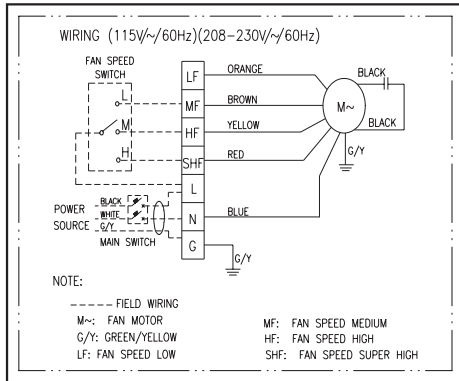 WIRING (115V/~/60Hz)(208-230V/~/60Hz)
FAN SPEED
SWITCH
L
M
H
LF
MF
HF
SHF
L
N
G
ORANGE
BROWN
YELLOW
RED
BLUE
G/Y
M~
BLACK
BLACK
G/Y
POWER
SOURCE
BLACK
WHITE
G/Y
MAIN SWITCH
NOTE:
------ FIELD WIRING
M~: FAN MOTOR
G/Y: GREEN/YELLOW
LF: FAN SPEED LOW
MF: FAN SPEED MEDIUM
HF: FAN SPEED HIGH
SHF: FAN SPEED SUPER HIGH